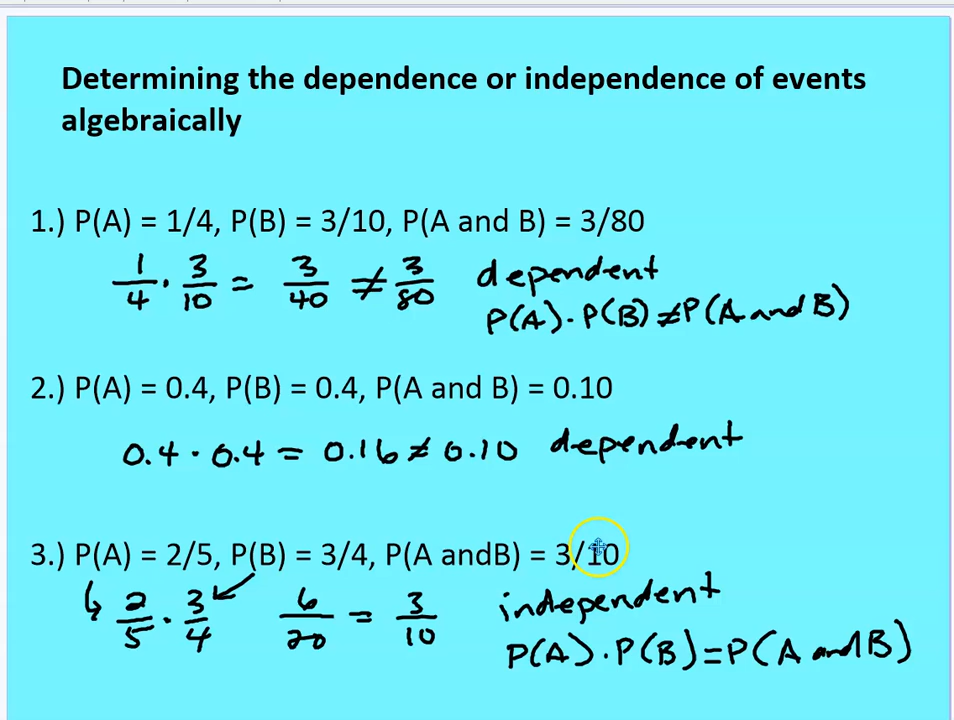 Determining the dependence or independence of events
algebraically
1.) P(A) = 1/4, P(B) = 3/10, P(A and B) = 3/80
1/4 · 3/10 = 3/40 ≠ 3/80 dependent
P(A) · P(B) ≠ P(A and B)
2.) P(A) = 0.4, P(B) = 0.4, P(A and B) = 0.10
0.4 · 0.4 = 0.16 ≠ 0.10 dependent
3.) P(A) = 2/5, P(B) = 3/4, P(A andB) = 3/10
2/5 · 3/4 6/20 = 3/10 independent
P(A) · P(B) = P(A and B)